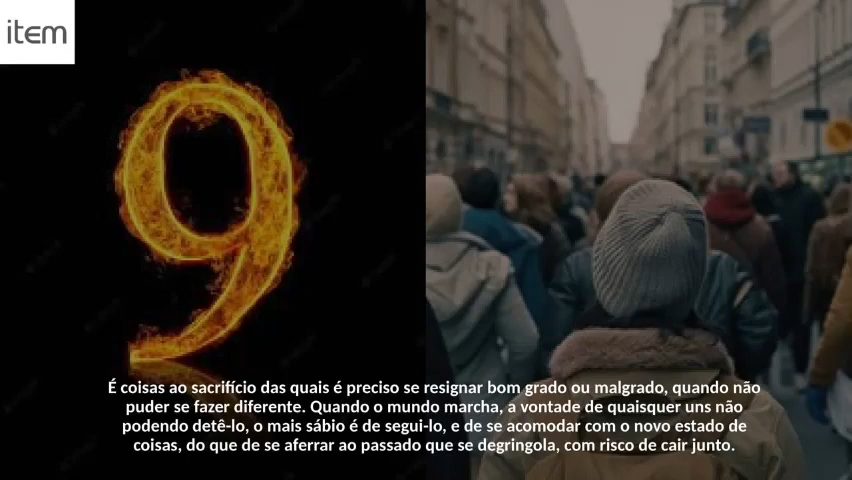 item
9
É coisas ao sacrifício das quais é preciso se resignar bom grado ou malgrado, quando não
puder se fazer diferente. Quando o mundo marcha, a vontade de quaisquer uns não
podendo detê-lo, o mais sábio é de segui-lo, e de se acomodar com o novo estado de
coisas, do que de se aferrar ao passado que se degringola, com risco de cair junto.